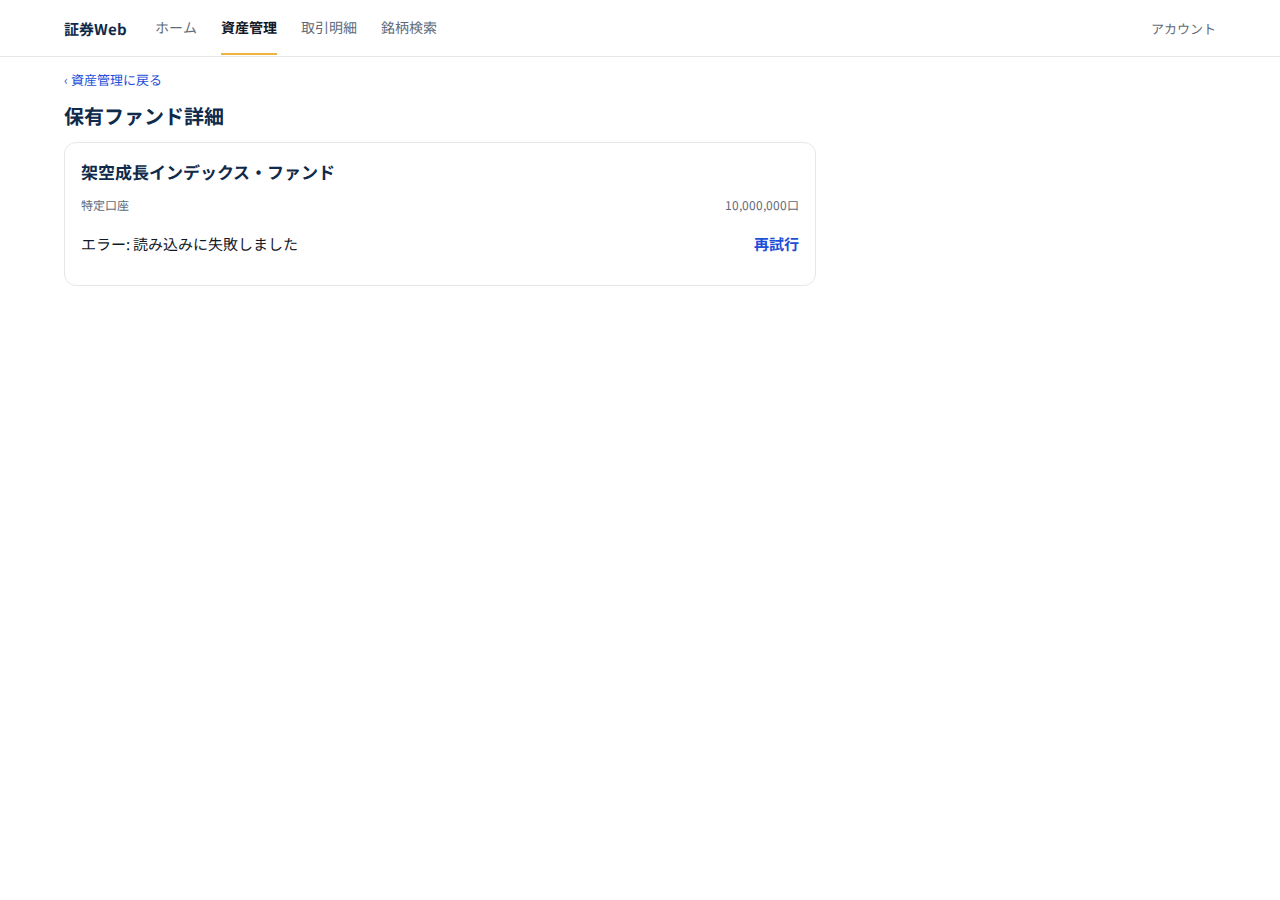 証券Web ホーム 資産管理 取引明細 銘柄検索 アカウント
‹ 資産管理に戻る
保有ファンド詳細
架空成長インデックス・ファンド
特定口座 10,000,000口
エラー: 読み込みに失敗しました 再試行